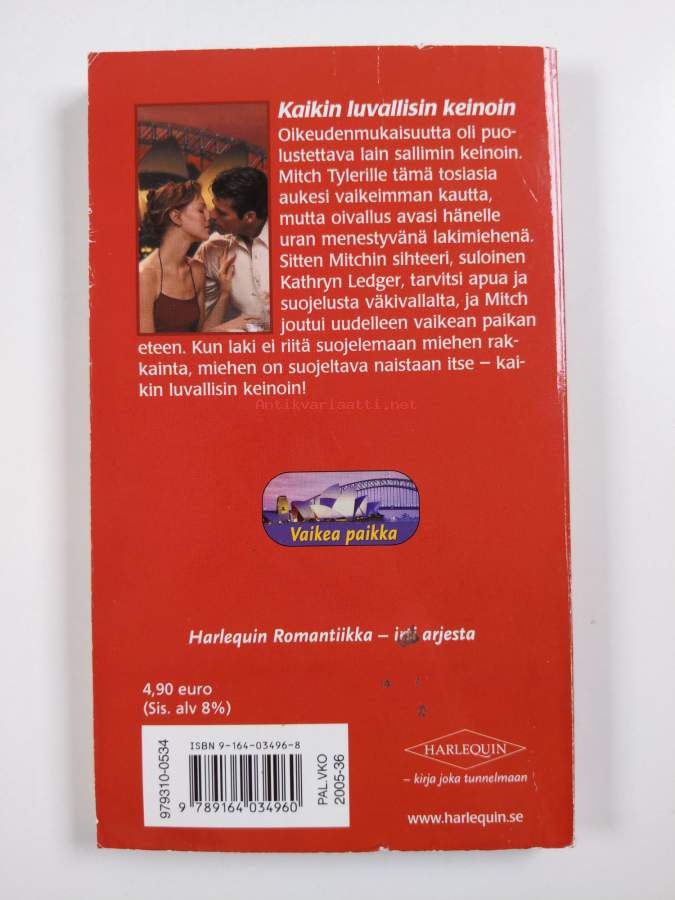 Kaikin luvallisin keinoin
Oikeudenmukaisuutta oli puo-
lustettava lain sallimin keinoin.
Mitch Tylerille tämä tosiasia
aukesi vaikeimman kautta,
mutta oivallus avasi hänelle
uran menestyvänä lakimiehenä.
Sitten Mitchin sihteeri, suloinen
Kathryn Ledger, tarvitsi apua ja
suojelusta väkivallalta, ja Mitch
joutui uudelleen vaikean paikan
eteen. Kun laki ei riitä suojelemaan miehen rak-
kainta, miehen on suojeltava naistaan itse – kai-
kin luvallisin keinoin!
Antikvariaatti.net
Vaikea paikka
Harlequin Romantiikka – irti arjesta
4,90 euro
(Sis. alv 8%)
979310-0534
ISBN 9-164-03496-8
9 789164 034960
PAL.VKO
2005-36
HARLEQUIN
– kirja joka tunnelmaan
www.harlequin.se